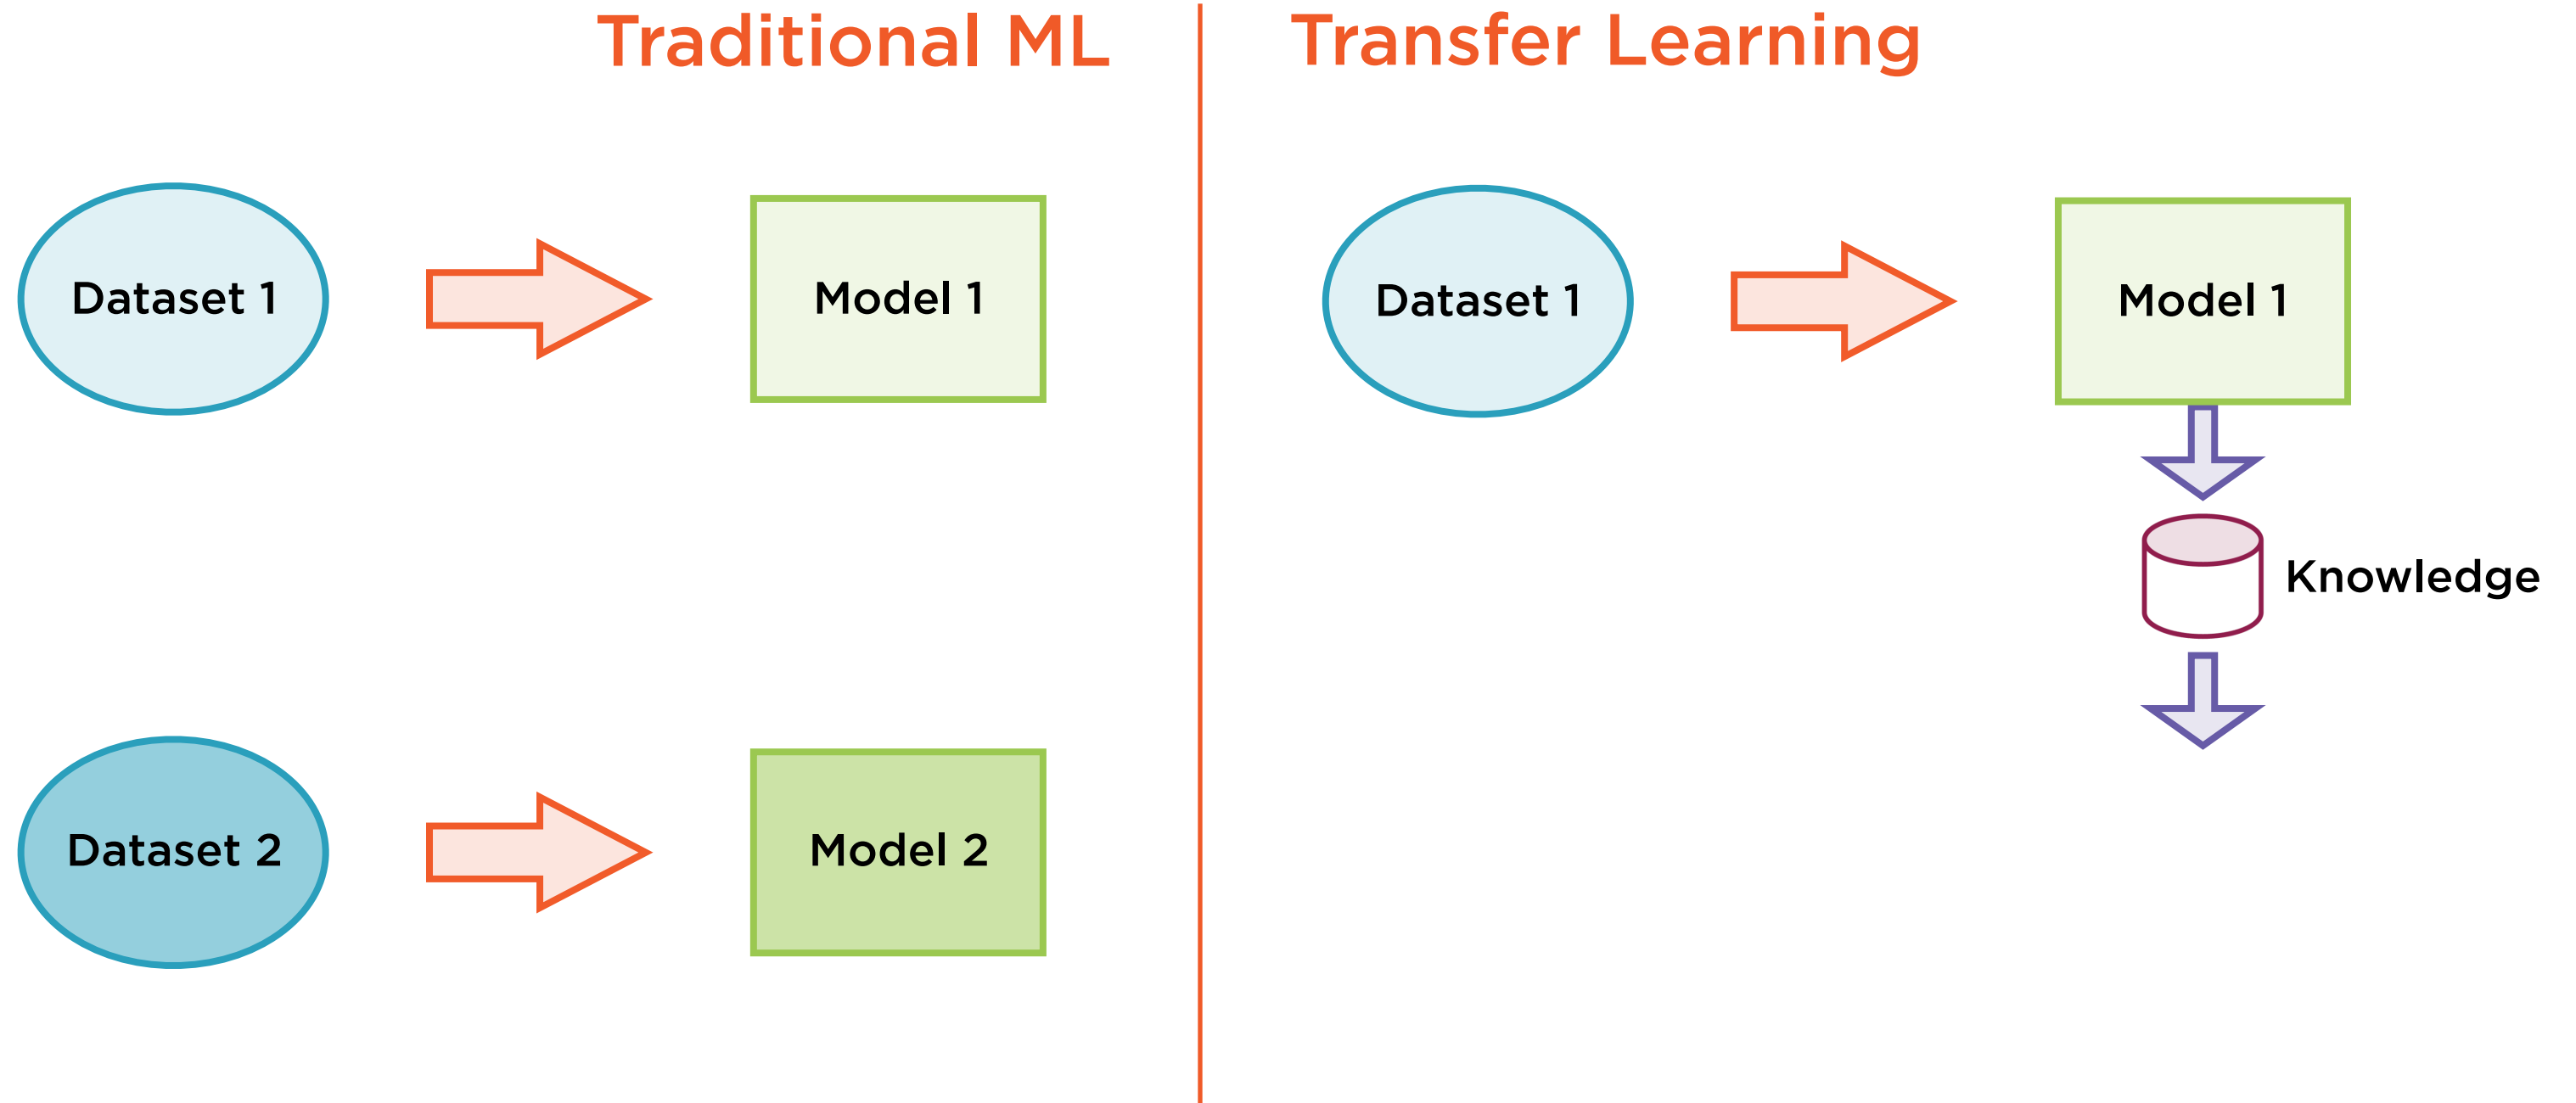 Traditional ML
Transfer Learning
Dataset 1
Model 1
Dataset 1
Model 1
Knowledge
Dataset 2
Model 2